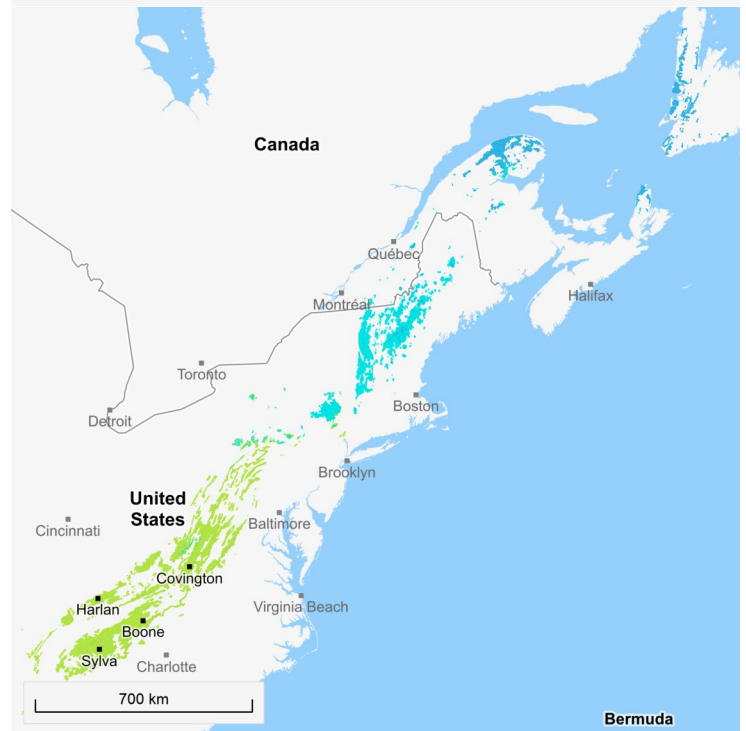 Canada
Québec
Montréal
Halifax
Toronto
Detroit
Boston
Brooklyn
United
States
Baltimore
Cincinnati
Covington
Harlan
Virginia Beach
Boone
Sylva
Charlotte
700 km
Bermuda